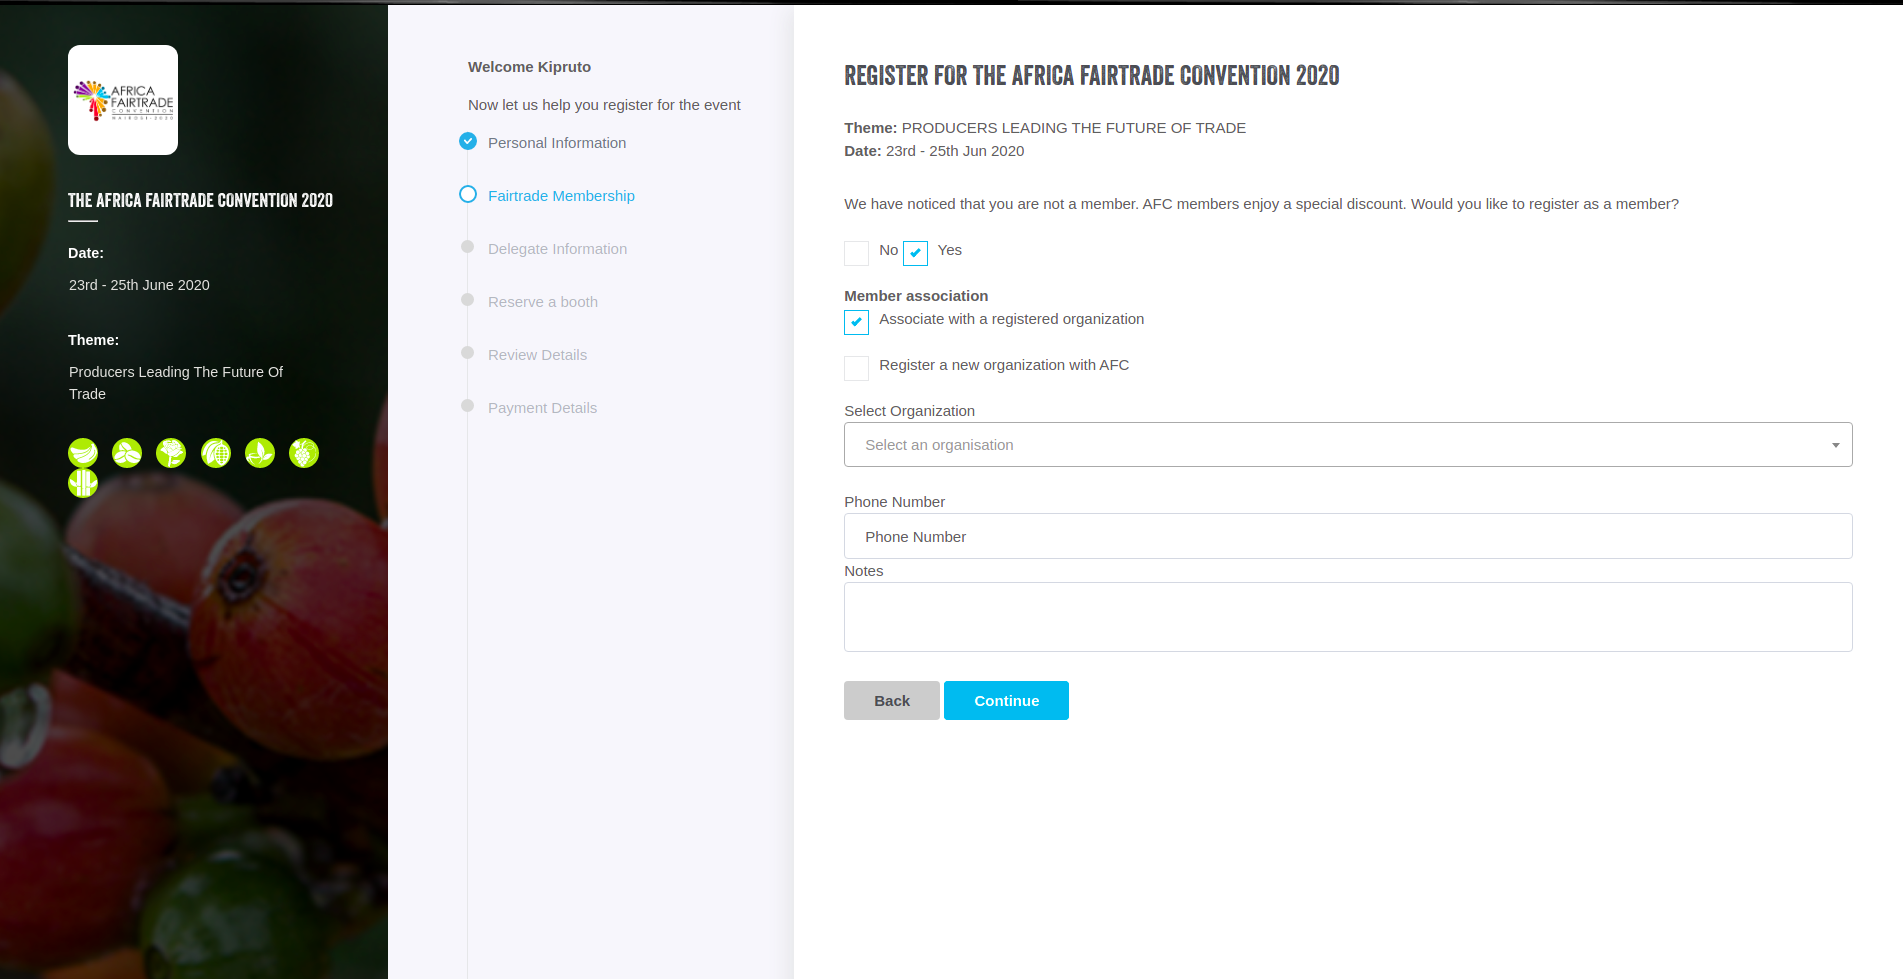 AFRICA
FAIRTRADE
CONVENTION
NAIROBI-2020
THE AFRICA FAIRTRADE CONVENTION 2020
Date:
23rd - 25th June 2020
Theme:
Producers Leading The Future Of
Trade
Welcome Kipruto
Now let us help you register for the event
Personal Information
Fairtrade Membership
Delegate Information
Reserve a booth
Review Details
Payment Details
REGISTER FOR THE AFRICA FAIRTRADE CONVENTION 2020
Theme: PRODUCERS LEADING THE FUTURE OF TRADE
Date: 23rd - 25th Jun 2020
We have noticed that you are not a member. AFC members enjoy a special discount. Would you like to register as a member?
No Yes
Member association
Associate with a registered organization
Register a new organization with AFC
Select Organization
Select an organisation
Phone Number
Phone Number
Notes
Back Continue